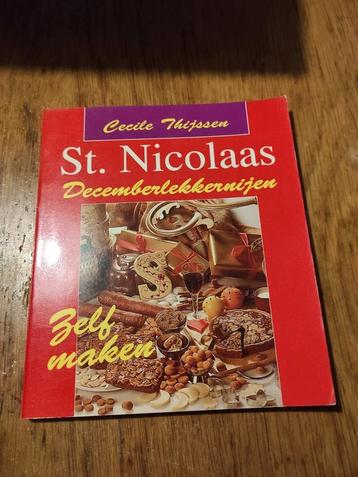 Cecile Thijssen
St. Nicolaas
Decemberlekkernijen
Zelf
maken